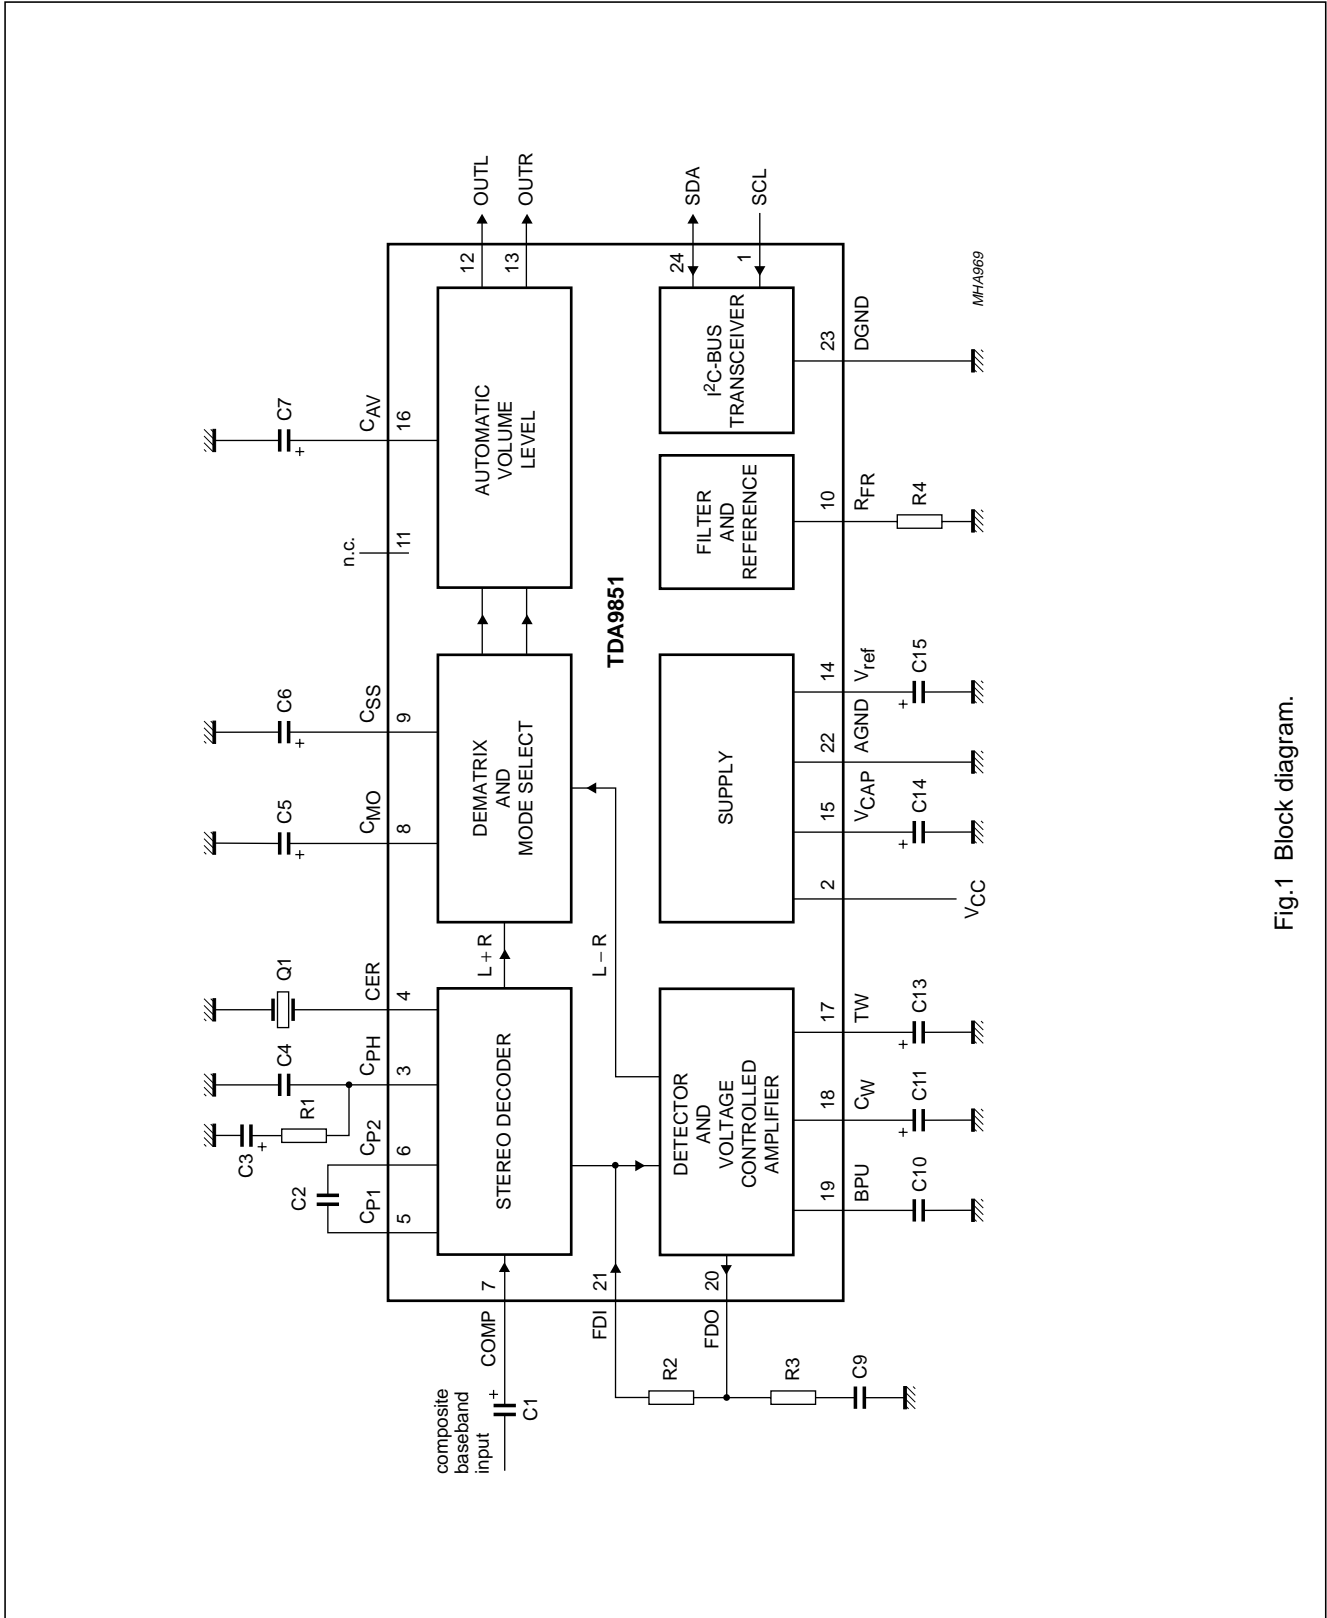 C7
C6
C5
Q1
C4
R1
C3
C2
n.c.
CAV
CSS
CMO
CER
CPH
CP2
CP1
16
11
9
8
4
3
6
5
composite
baseband
input
+
C1
COMP
7
STEREO DECODER
L + R
DEMATRIX
AND
MODE SELECT
AUTOMATIC
VOLUME
LEVEL
12
OUTL
13
OUTR
L − R
TDA9851
FDI
21
FDO
20
R2
R3
C9
DETECTOR
AND
VOLTAGE
CONTROLLED
AMPLIFIER
SUPPLY
FILTER
AND
REFERENCE
I2C-BUS
TRANSCEIVER
24
SDA
1
SCL
19
18
17
2
15
22
14
10
23
BPU
CW
TW
VCC
VCAP
AGND
Vref
RFR
DGND
C10
+
C11
+
C13
+
C14
+
C15
R4
+
+
+
+
MHA969
Fig.1 Block diagram.